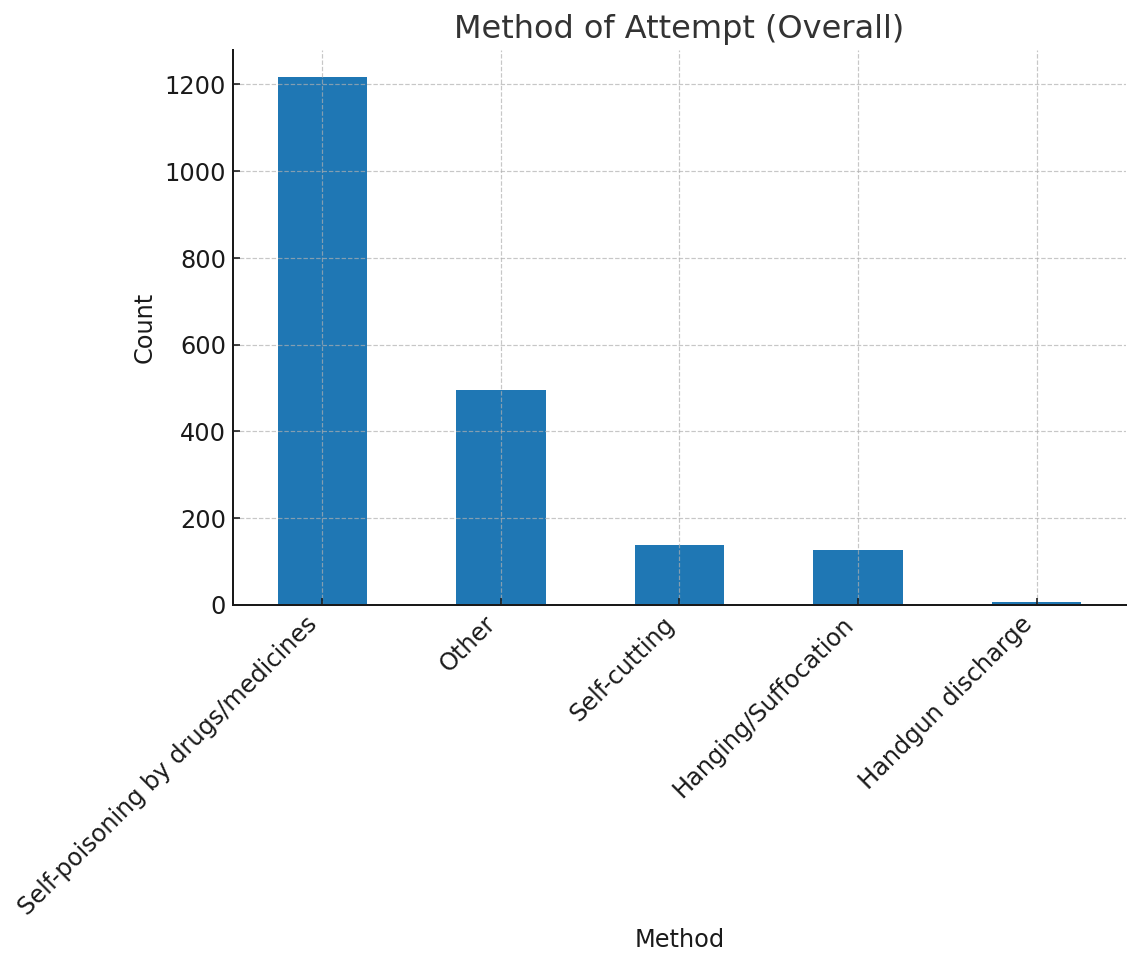 Method of Attempt (Overall)
1200
1000
800
600
400
200
0
Count
Self-poisoning by drugs/medicines
Other
Self-cutting
Hanging/Suffocation
Handgun discharge
Method